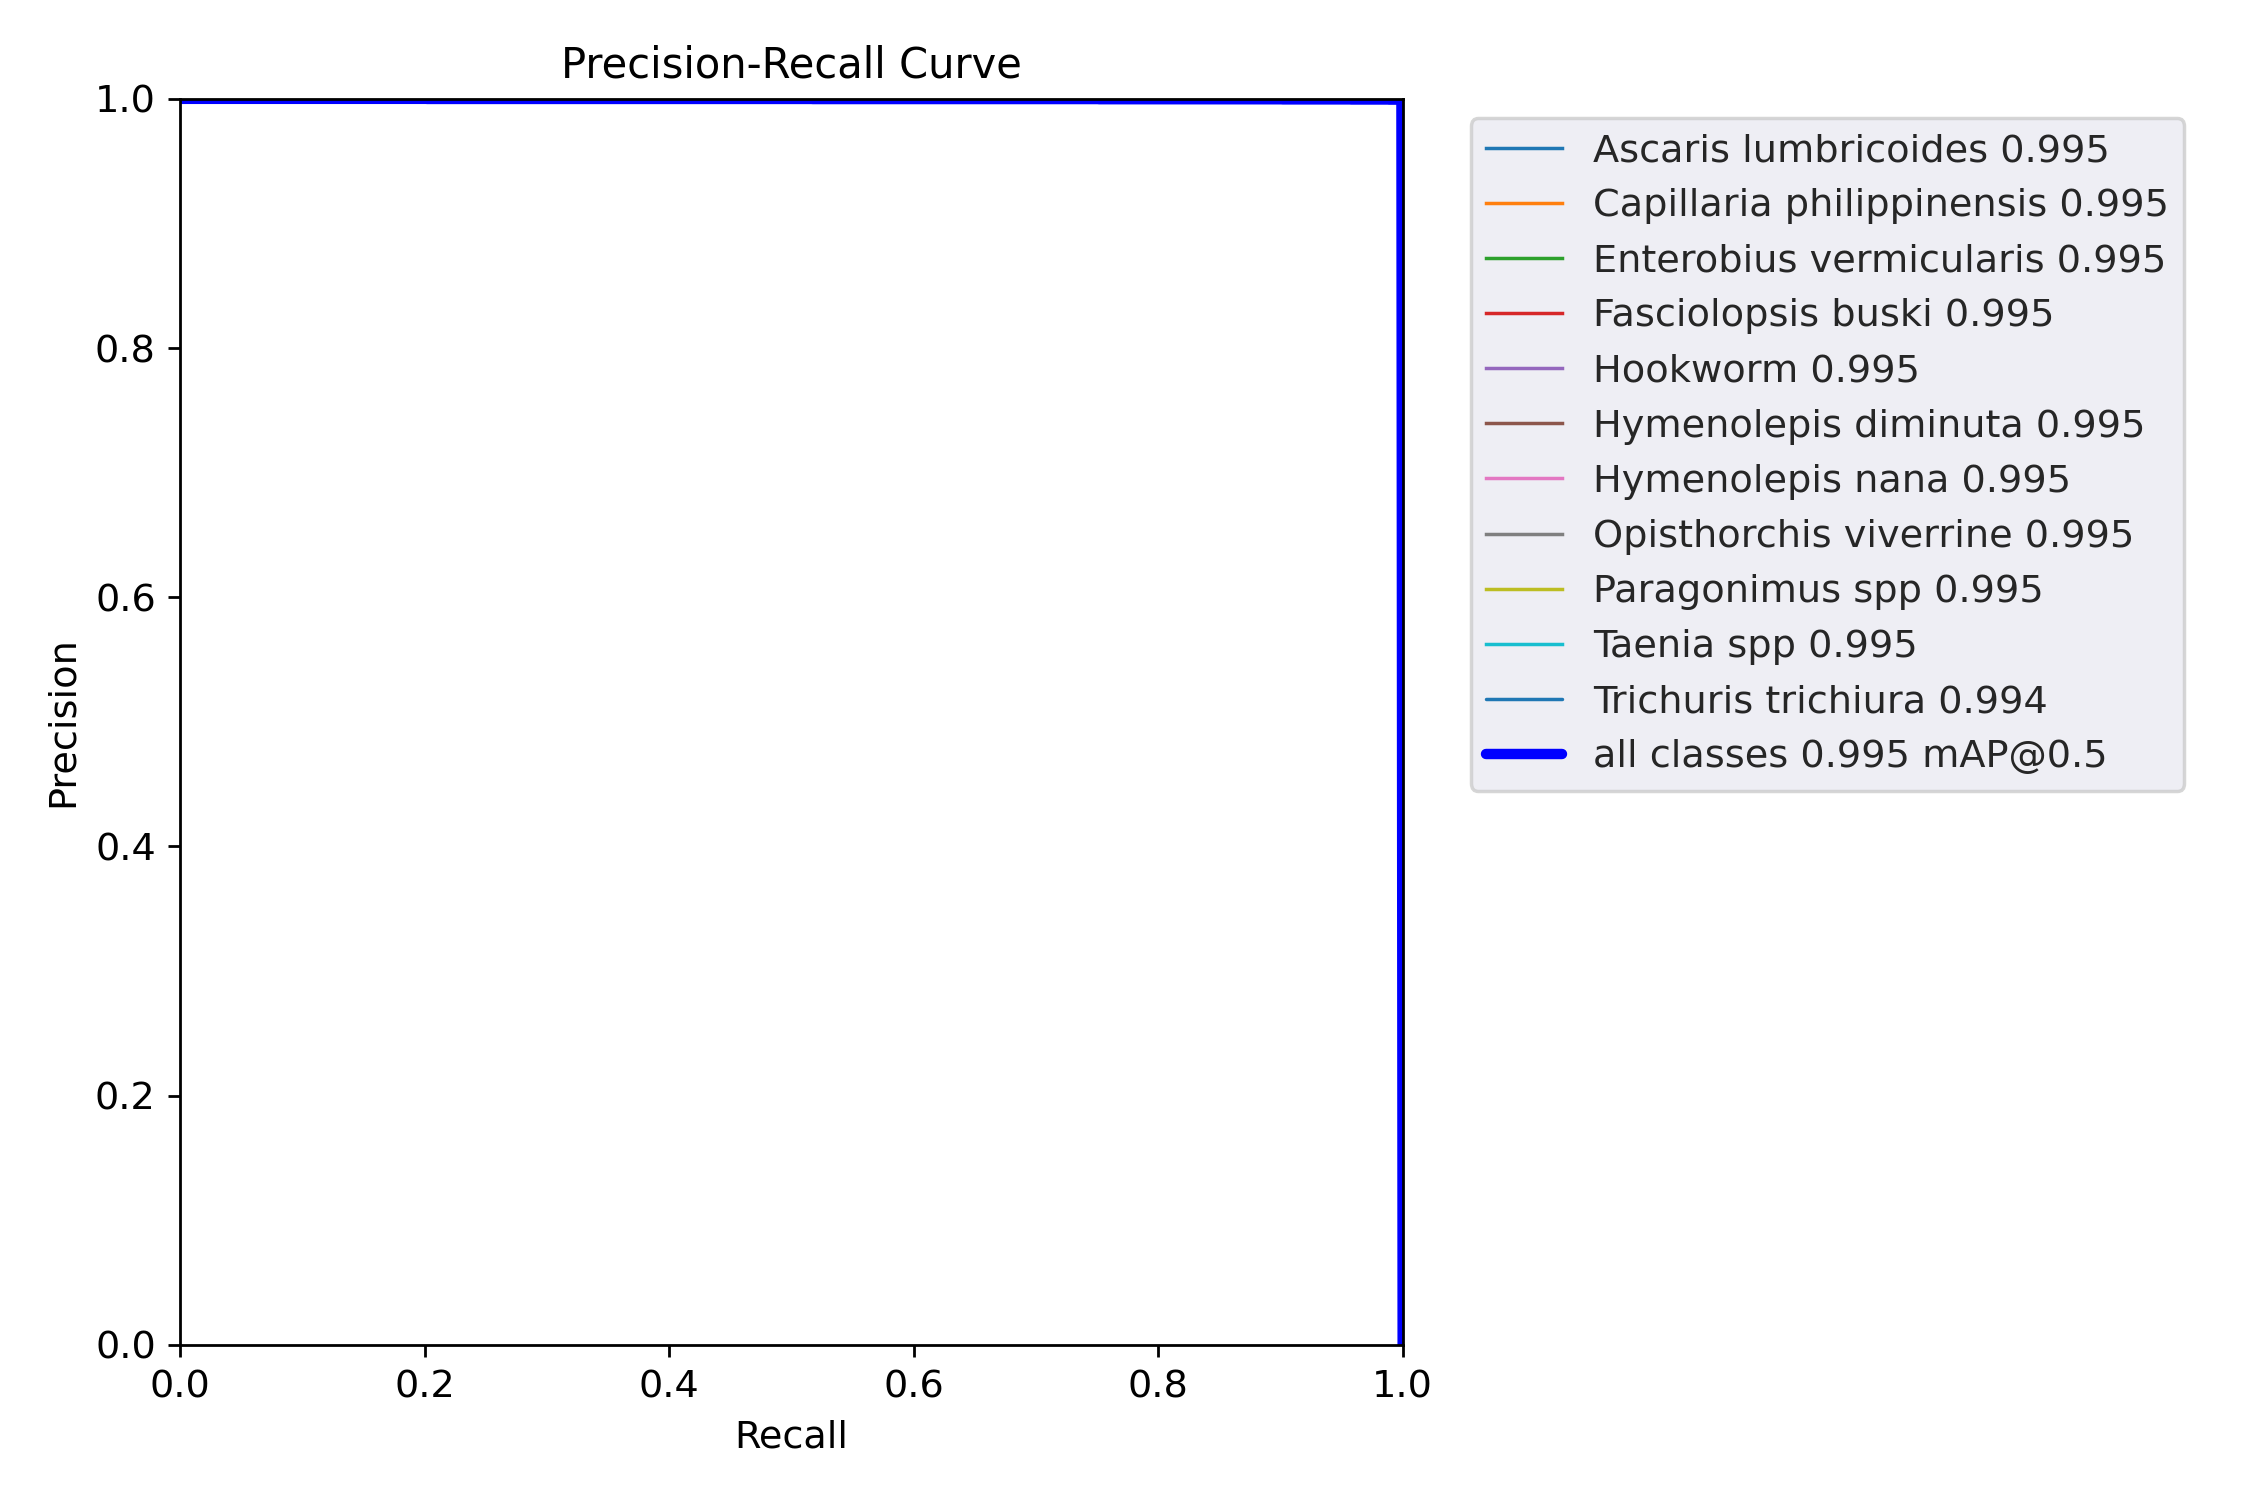 Precision-Recall Curve
1.0
0.8
0.6
0.4
0.2
0.0
Precision
0.0 0.2 0.4 0.6 0.8 1.0
Recall
Ascaris lumbricoides 0.995
Capillaria philippinensis 0.995
Enterobius vermicularis 0.995
Fasciolopsis buski 0.995
Hookworm 0.995
Hymenolepis diminuta 0.995
Hymenolepis nana 0.995
Opisthorchis viverrine 0.995
Paragonimus spp 0.995
Taenia spp 0.995
Trichuris trichiura 0.994
all classes 0.995 mAP@0.5